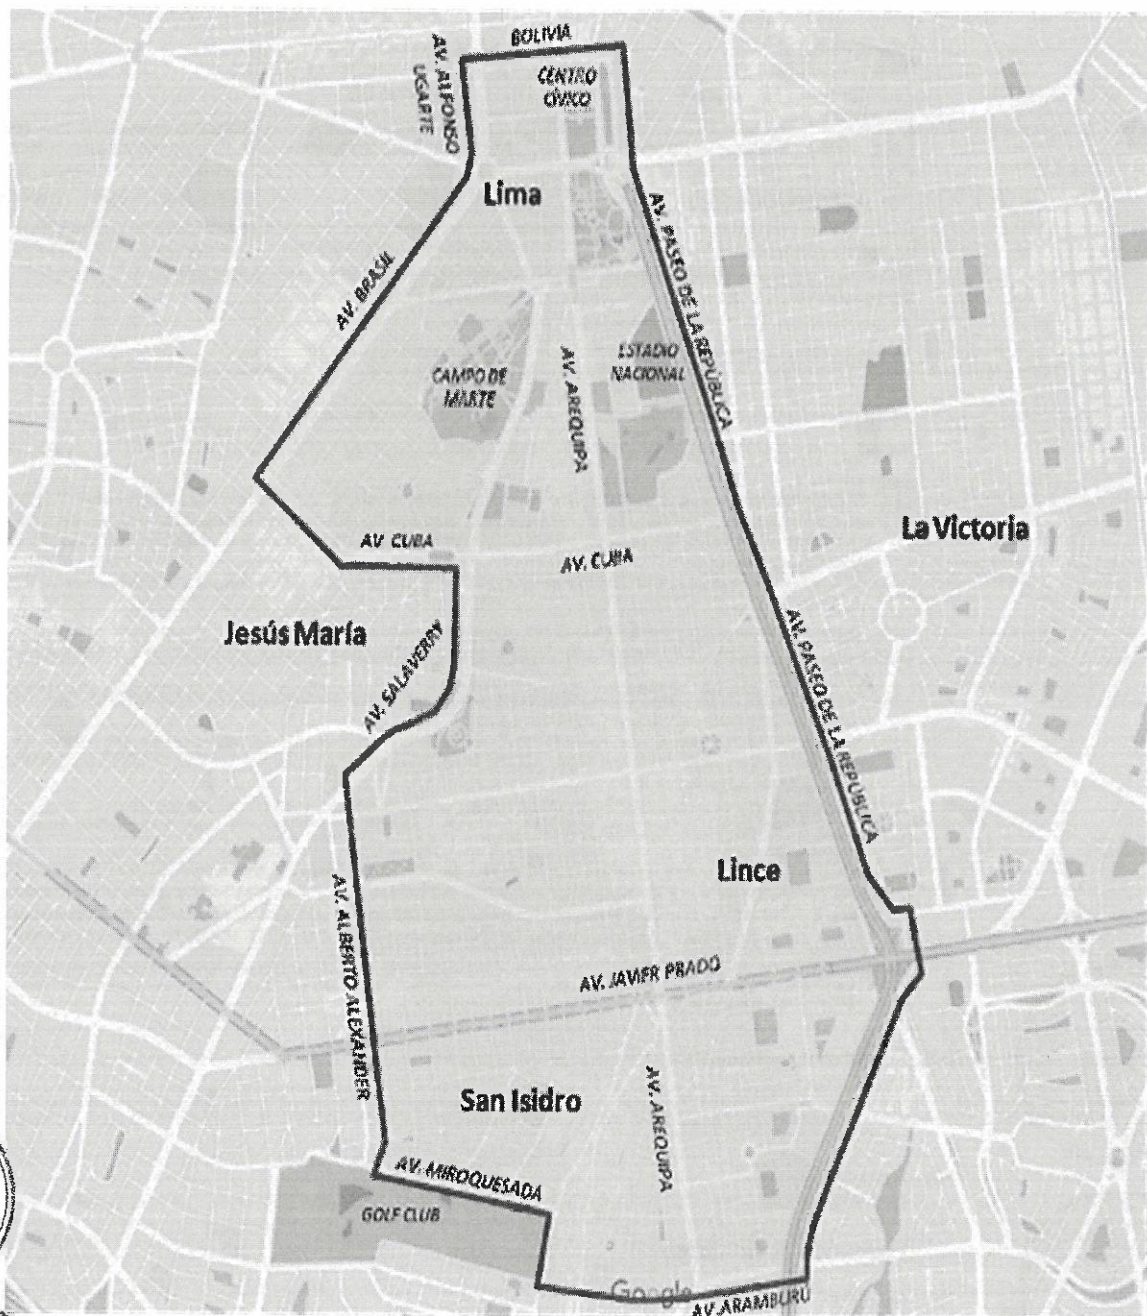 BOLIVIA
AV. ALFONSO
UGARTE
CENTRO
CÍVICO
Lima
AV. PASEO DE LA REPÚBLICA
AV. BRASIL
ESTADIO
NACIONAL
CAMPO DE
MARTE
AV. AREQUIPA
La Victoria
AV. CUBA
AV. CUBA
Jesús María
AV. SALAVERRY
AV. PASEO DE LA REPÚBLICA
Lince
AV. ALBERTO ALEXANDER
AV. JAVIER PRADO
San Isidro
AV. AREQUIPA
AV. MIROQUESADA
GOLF CLUB
Google
AV. ARAMBURU